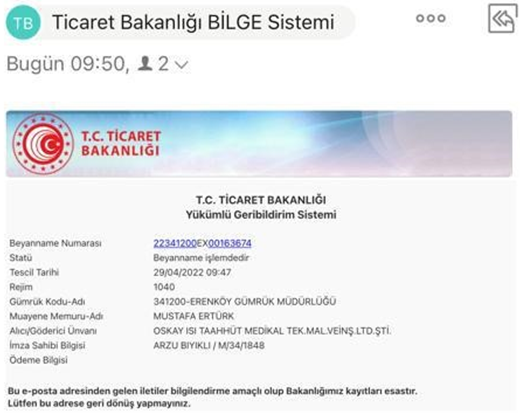 TB Ticaret Bakanlığı BİLGE Sistemi
Bugün 09:50, 2
T.C. TİCARET
BAKANLIĞI
T.C. TİCARET BAKANLIĞI
Yükümlü Geribildirim Sistemi
Beyanname Numarası 22341200EX00163674
Statü Beyanname işlemdedir
Tescil Tarihi 29/04/2022 09:47
Rejim 1040
Gümrük Kodu-Adı 341200-ERENKÖY GÜMRÜK MÜDÜRLÜĞÜ
Muayene Memuru-Adı MUSTAFA ERTÜRK
Alıcı/Göderici Ünvanı OSKAY ISI TAAHHÜT MEDİKAL TEK.MAL.VEİNŞ.LTD.ŞTİ.
İmza Sahibi Bilgisi ARZU BIYIKLI / M/34/1848
Ödeme Bilgisi
Bu e-posta adresinden gelen iletiler bilgilendirme amaçlı olup Bakanlığımız kayıtları esastır.
Lütfen bu adrese geri dönüş yapmayınız.